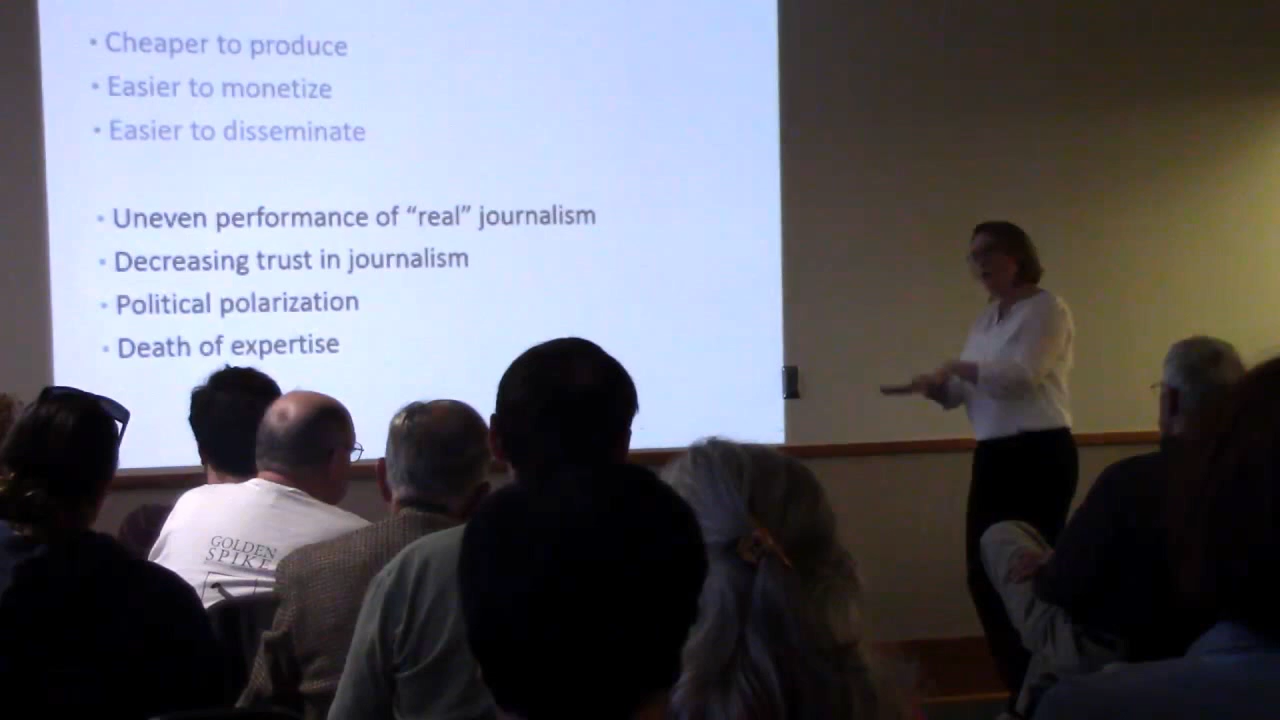 • Cheaper to produce
• Easier to monetize
• Easier to disseminate
• Uneven performance of “real” journalism
• Decreasing trust in journalism
• Political polarization
• Death of expertise
GOLDEN
SPIKE